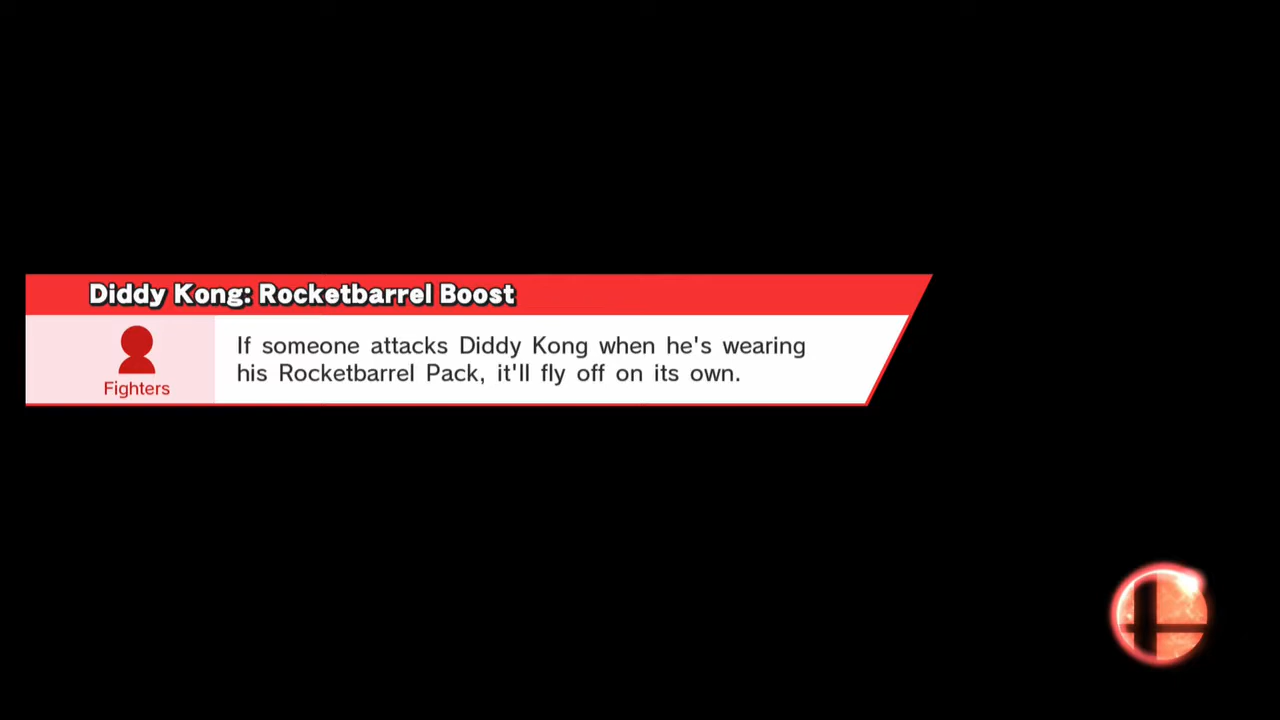 Diddy Kong: Rocketbarrel Boost
Fighters
If someone attacks Diddy Kong when he's wearing
his Rocketbarrel Pack, it'll fly off on its own.